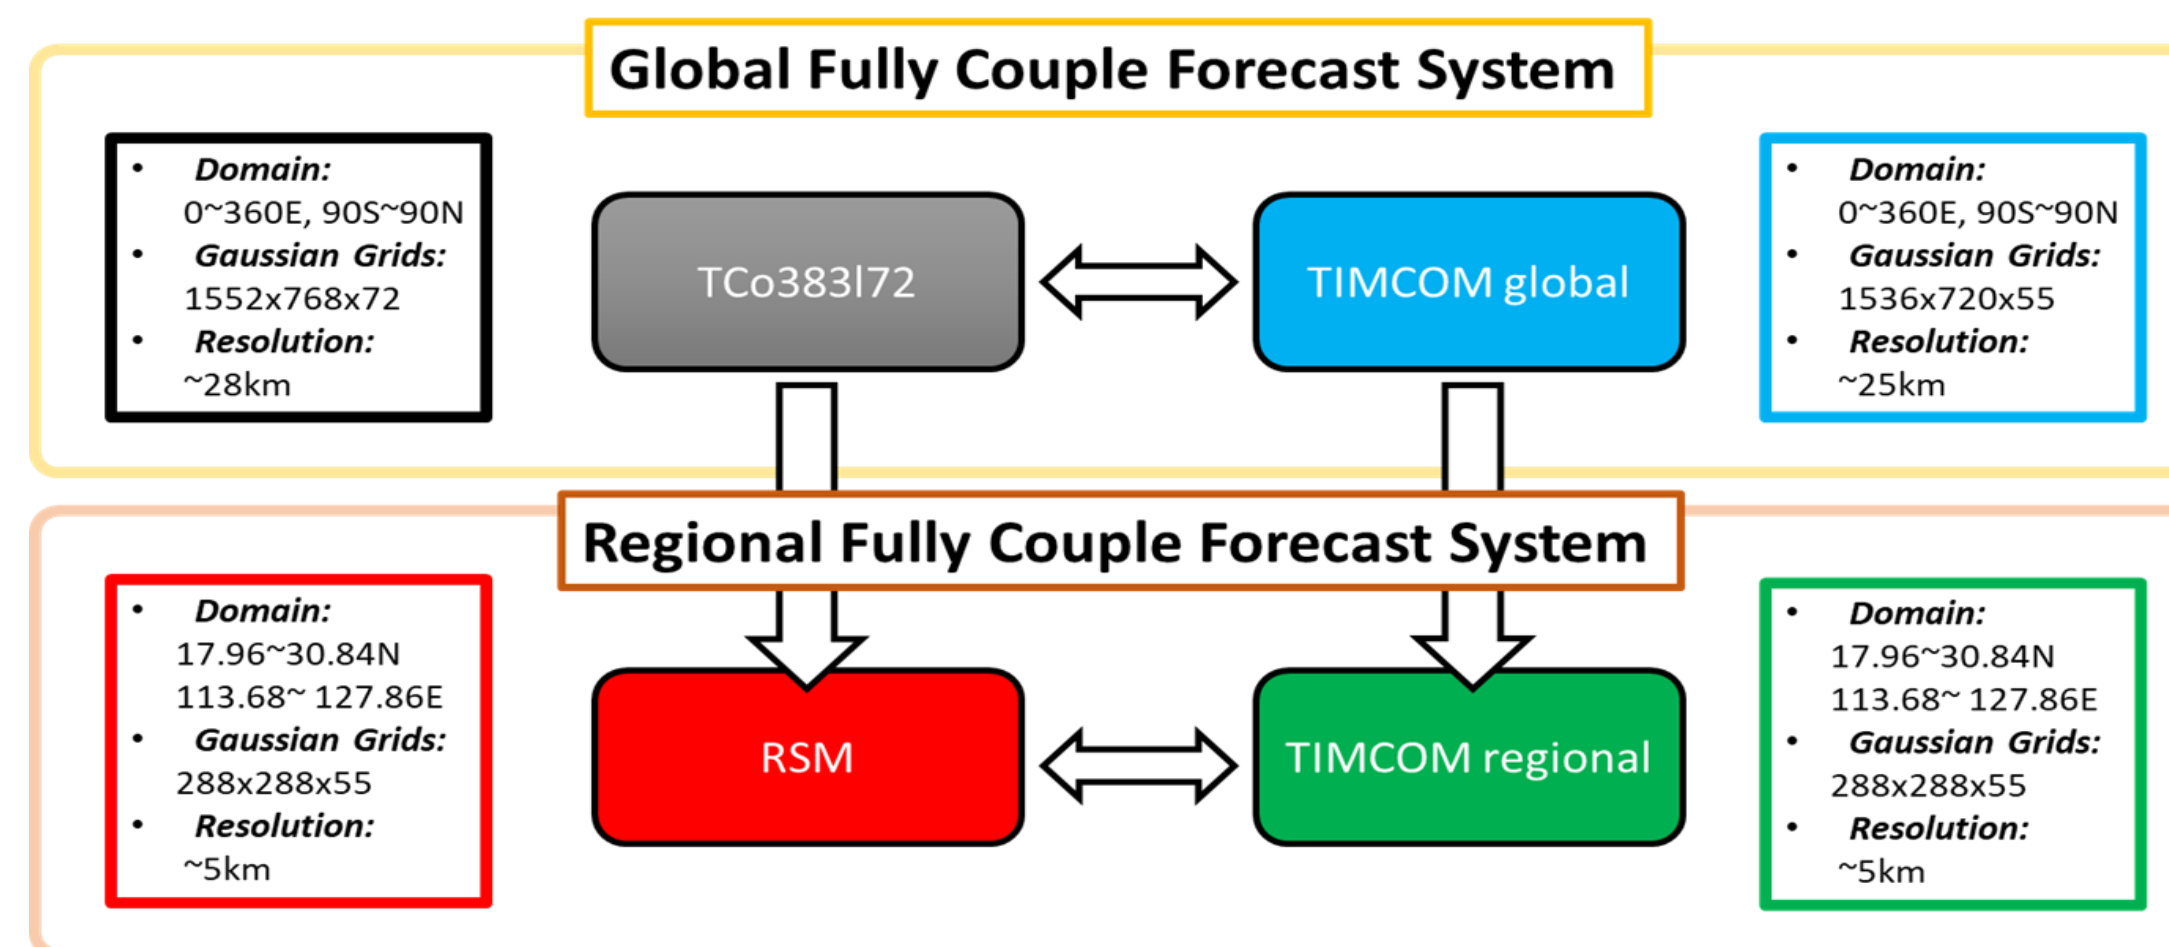 Global Fully Couple Forecast System
• Domain:
0~360E, 90S~90N
• Gaussian Grids:
1552x768x72
• Resolution:
~28km
TCo383l72
TIMCOM global
• Domain:
0~360E, 90S~90N
• Gaussian Grids:
1536x720x55
• Resolution:
~25km
Regional Fully Couple Forecast System
• Domain:
17.96~30.84N
113.68~ 127.86E
• Gaussian Grids:
288x288x55
• Resolution:
~5km
RSM
TIMCOM regional
• Domain:
17.96~30.84N
113.68~ 127.86E
• Gaussian Grids:
288x288x55
• Resolution:
~5km